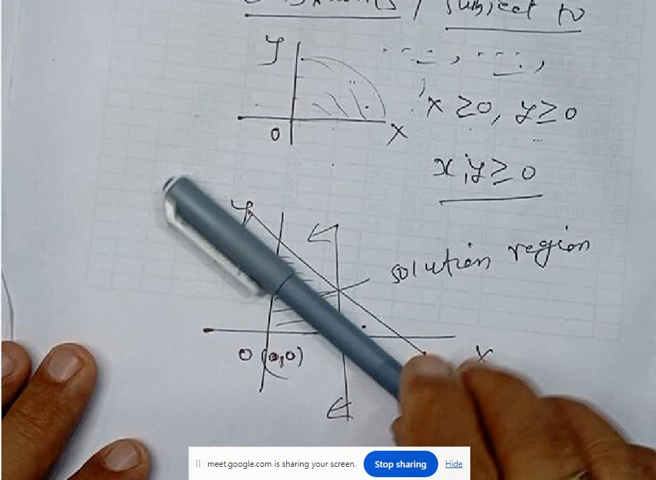 subject to
y
x ≥ 0, y ≥ 0
0
x
x, y ≥ 0
y
solution region
0 (0,0)
x
meet.google.com is sharing your screen. Stop sharing Hide